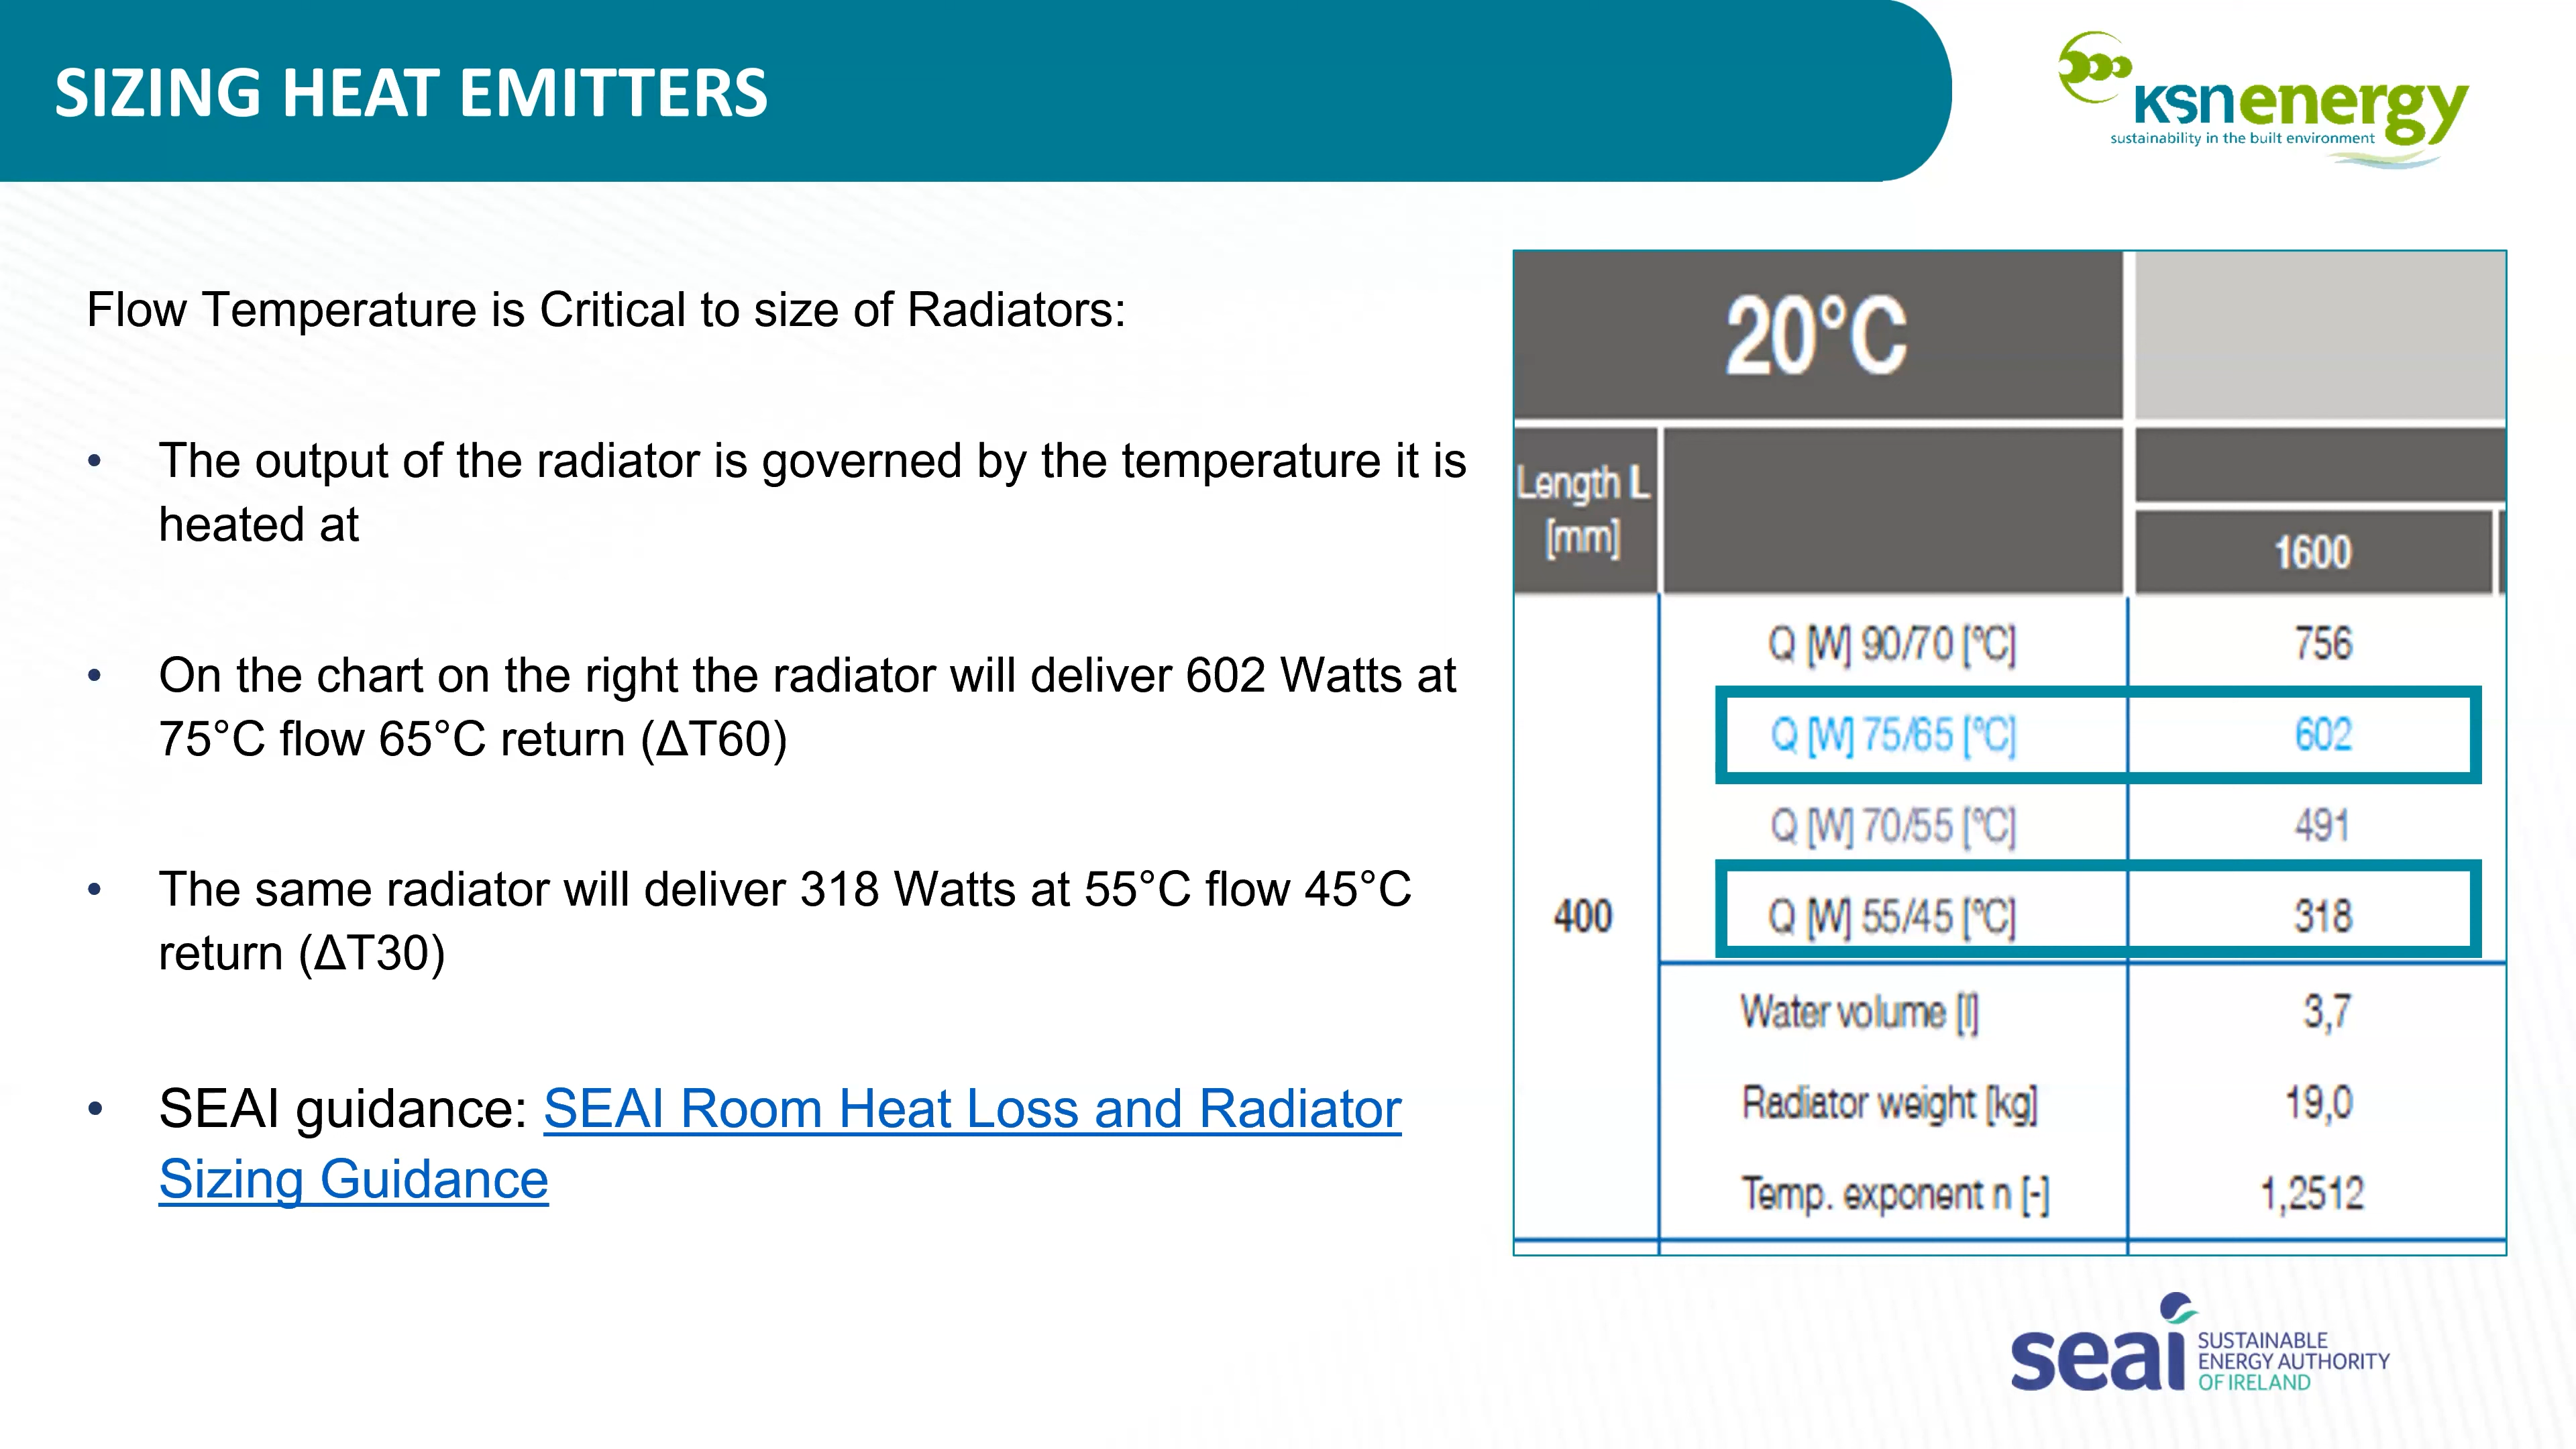 SIZING HEAT EMITTERS
ksnenergy
sustainability in the built environment
Flow Temperature is Critical to size of Radiators:
• The output of the radiator is governed by the temperature it is
heated at
• On the chart on the right the radiator will deliver 602 Watts at
75°C flow 65°C return (ΔT60)
• The same radiator will deliver 318 Watts at 55°C flow 45°C
return (ΔT30)
• SEAI guidance: SEAI Room Heat Loss and Radiator
Sizing Guidance
20°C
Length L
[mm]
1600
Q [W] 90/70 [°C] 756
Q [W] 75/65 [°C] 602
Q [W] 70/55 [°C] 491
400 Q [W] 55/45 [°C] 318
Water volume [l] 3,7
Radiator weight [kg] 19,0
Temp. exponent n [-] 1,2512
seai
SUSTAINABLE
ENERGY AUTHORITY
OF IRELAND